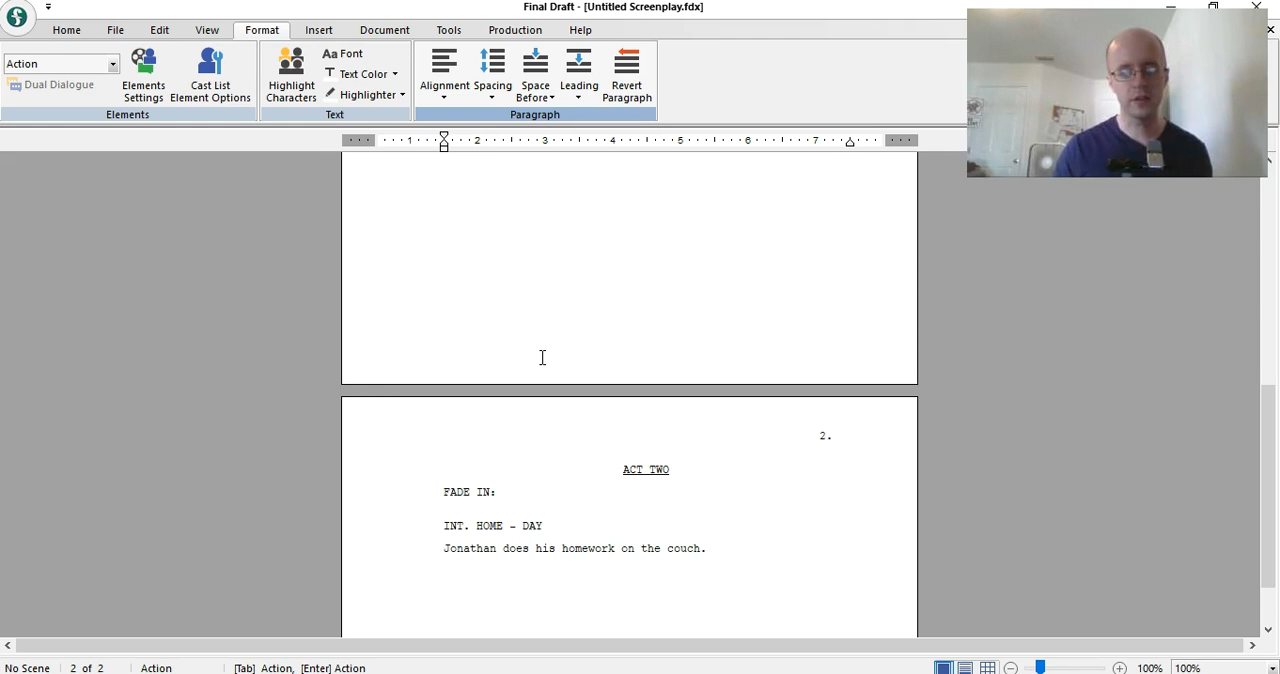 Final Draft - [Untitled Screenplay.fdx]
Home File Edit View Format Insert Document Tools Production Help
Action
Dual Dialogue
Elements Settings
Cast List Element Options
Elements
Highlight Characters
Aa Font
T Text Color
Highlighter
Text
Alignment
Spacing
Space Before
Leading
Revert Paragraph
Paragraph
1 2 3 4 5 6 7
2.
ACT TWO
FADE IN:
INT. HOME - DAY
Jonathan does his homework on the couch.
No Scene 2 of 2 Action [Tab] Action, [Enter] Action 100% 100%